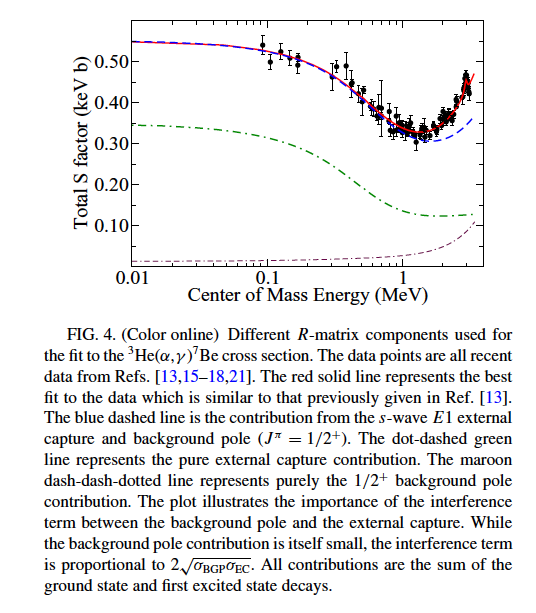 Total S factor (keV b)
0.50
0.40
0.30
0.20
0.10
0.01
0.1
1
Center of Mass Energy (MeV)
FIG. 4. (Color online) Different R-matrix components used for
the fit to the ³He(α,γ)⁷Be cross section. The data points are all recent
data from Refs. [13,15–18,21]. The red solid line represents the best
fit to the data which is similar to that previously given in Ref. [13].
The blue dashed line is the contribution from the s-wave E1 external
capture and background pole (Jᵖ = 1/2⁺). The dot-dashed green
line represents the pure external capture contribution. The maroon
dash-dash-dotted line represents purely the 1/2⁺ background pole
contribution. The plot illustrates the importance of the interference
term between the background pole and the external capture. While
the background pole contribution is itself small, the interference term
is proportional to 2√σBGPσEC. All contributions are the sum of the
ground state and first excited state decays.